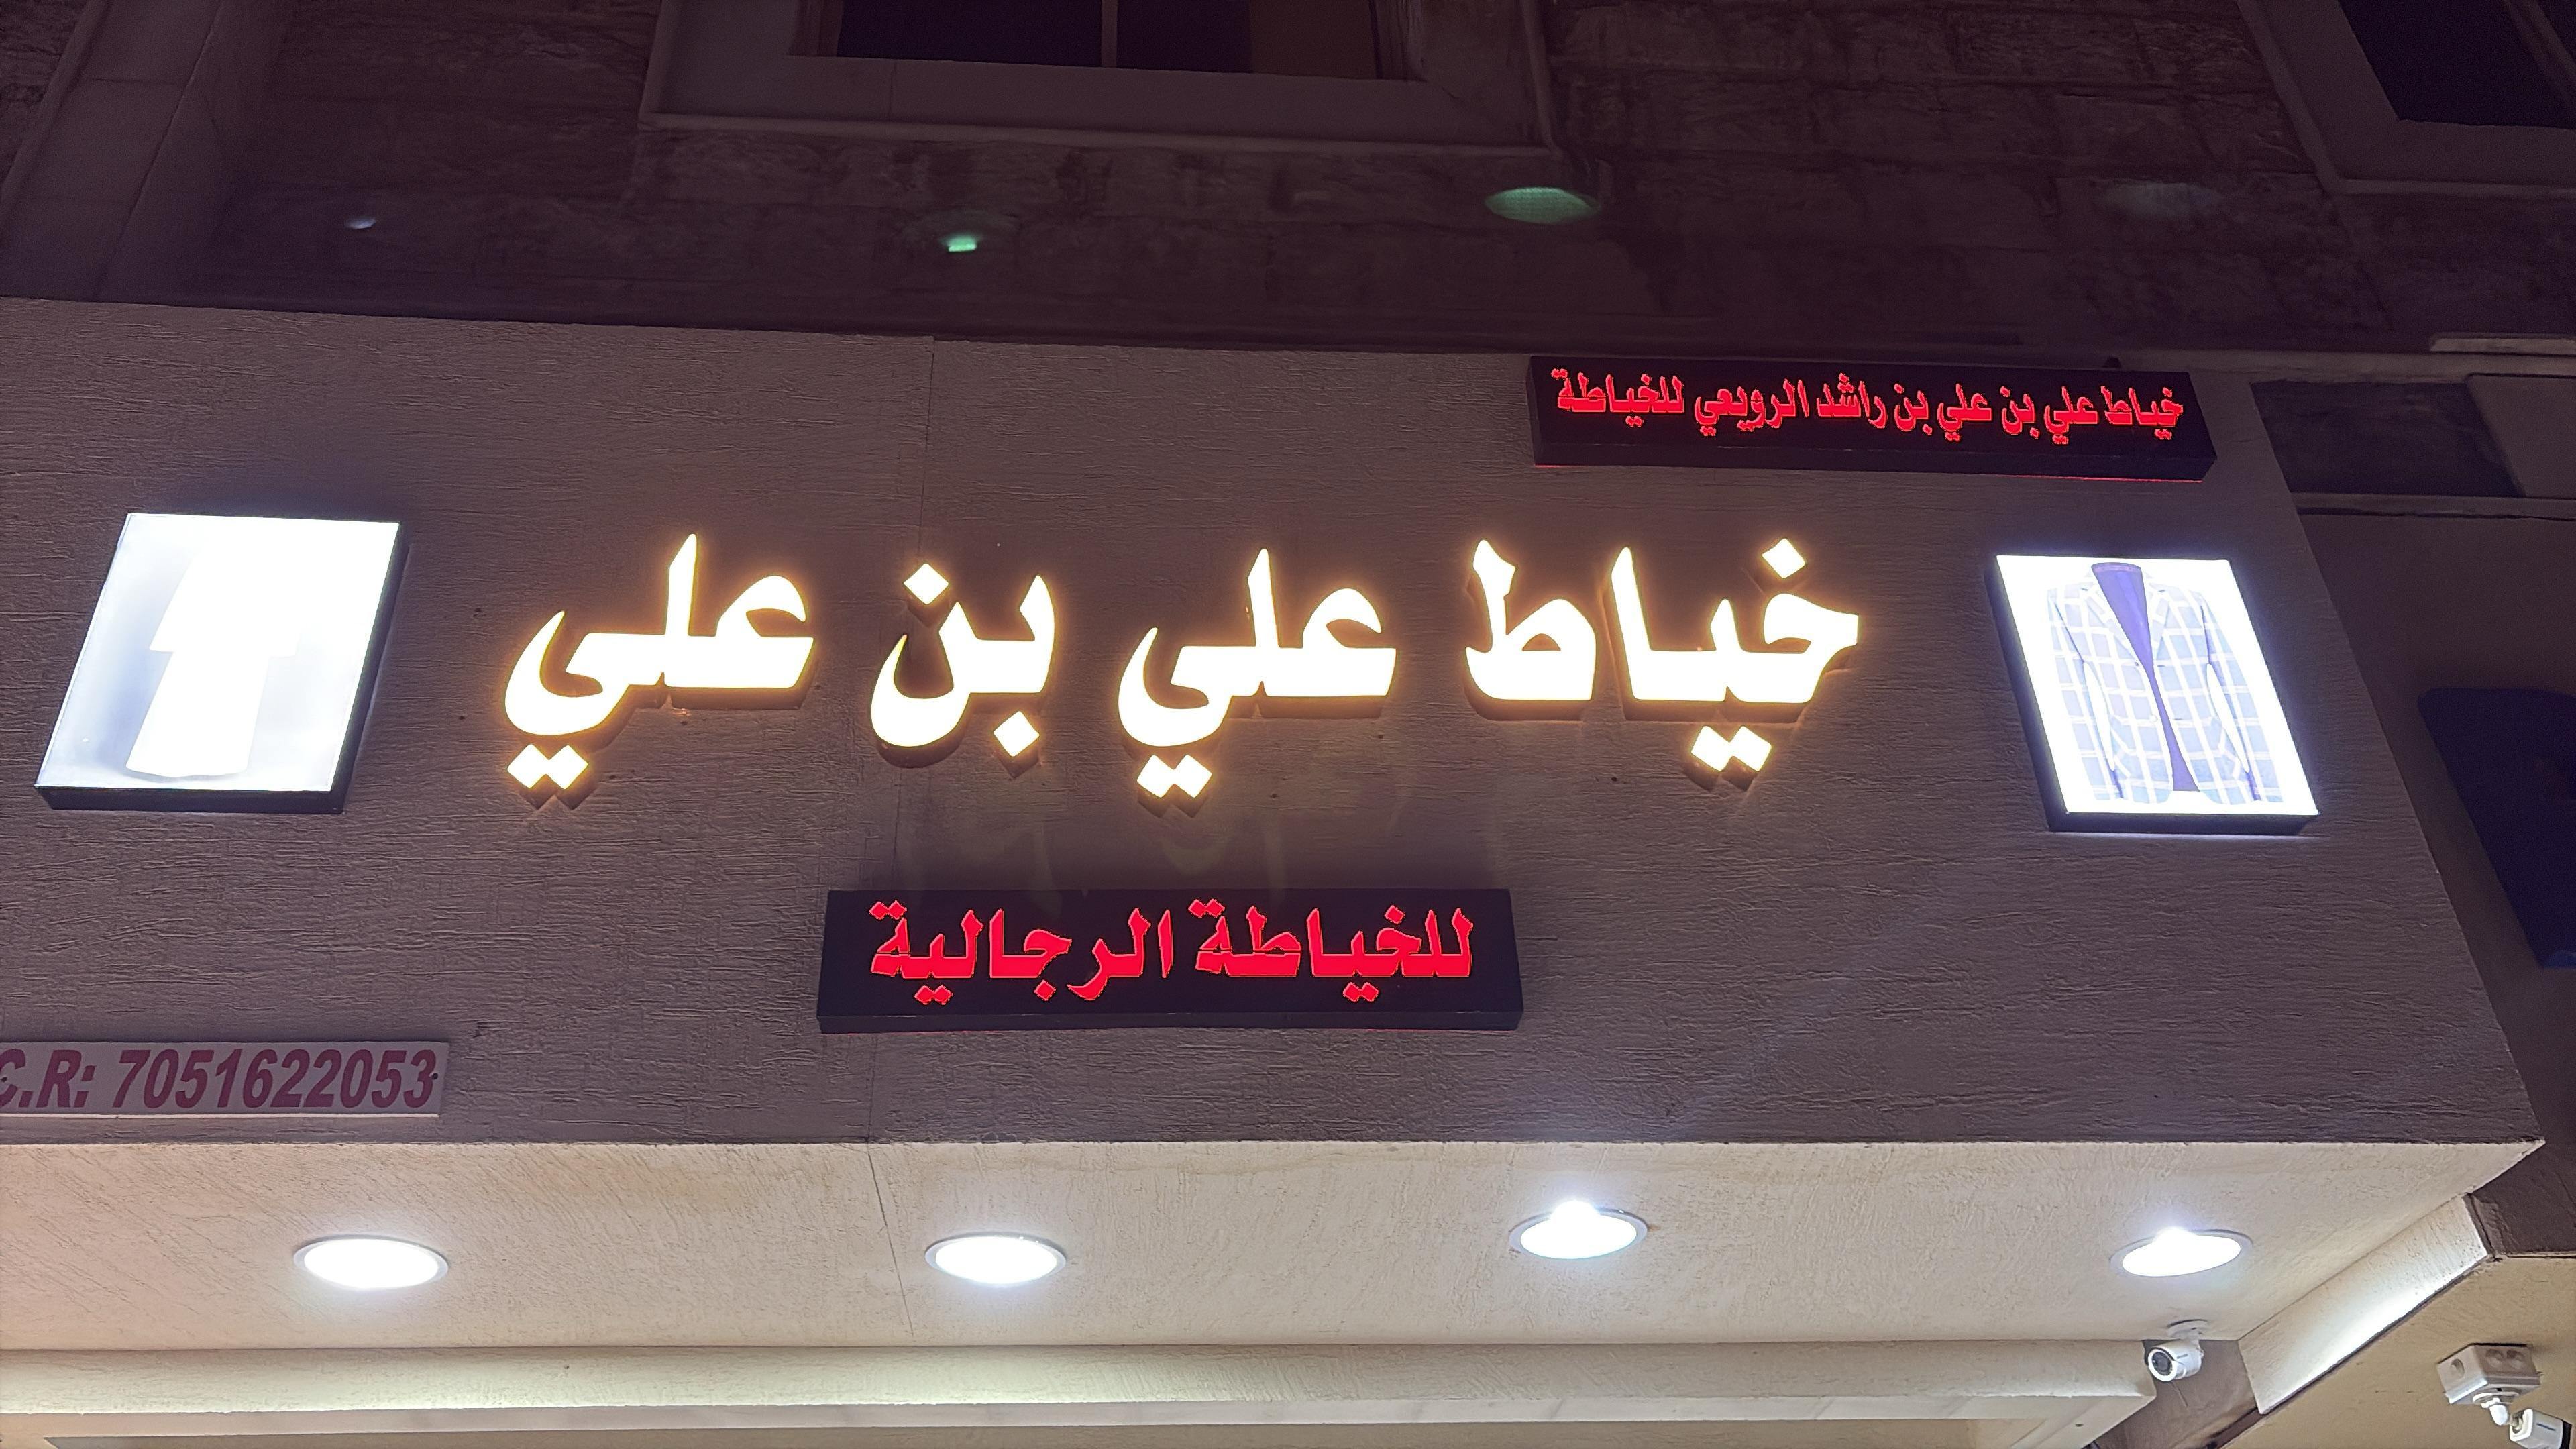 خياط علي بن علي بن راشد الرويعي للخياطة
خياط علي بن علي
للخياطة الرجالية
C.R: 7051622053